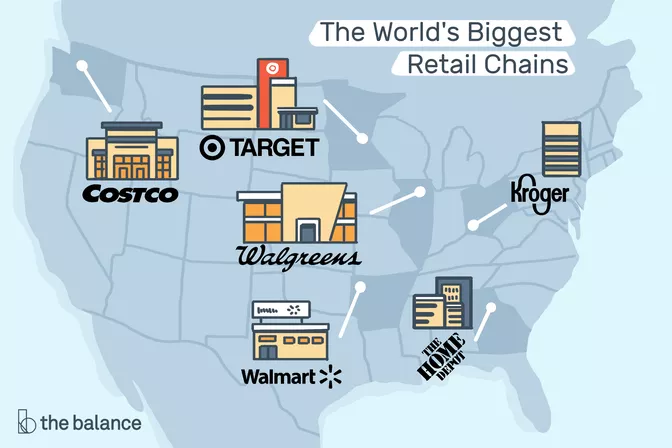 The World's Biggest
Retail Chains
TARGET
COSTCO
Kroger
Walgreens
Walmart
THE
HOME
DEPOT
the balance